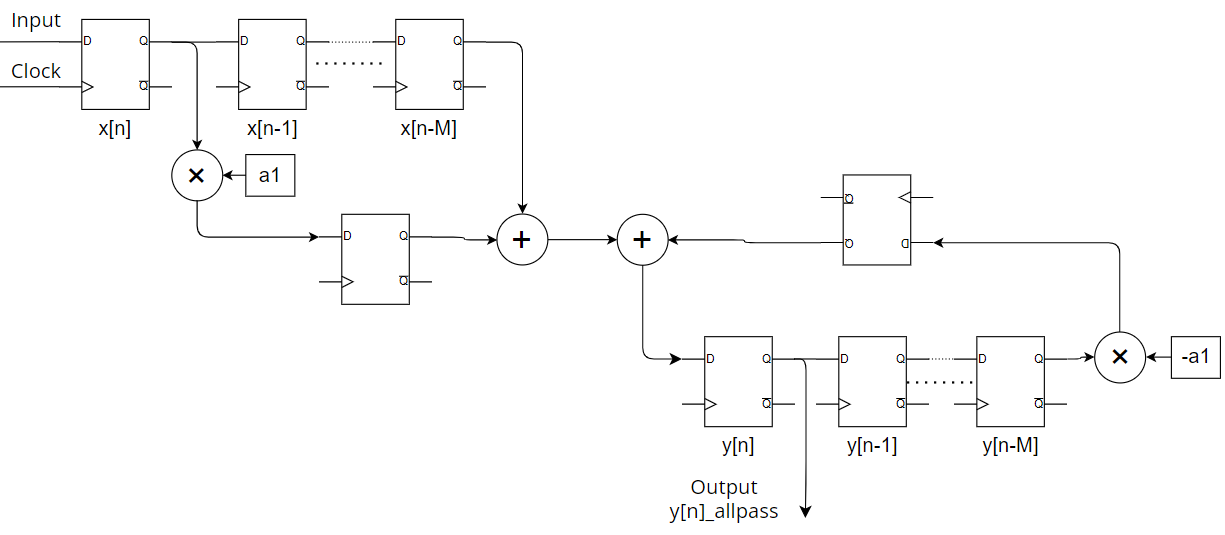 Input
D Q
D Q
D Q
Clock
Q
Q
Q
x[n]
x[n-1]
x[n-M]
×
a1
D Q
Q
+
+
Q
Q D
D Q
D Q
D Q
×
-a1
Q
Q
Q
y[n]
y[n-1]
y[n-M]
Output
y[n]_allpass